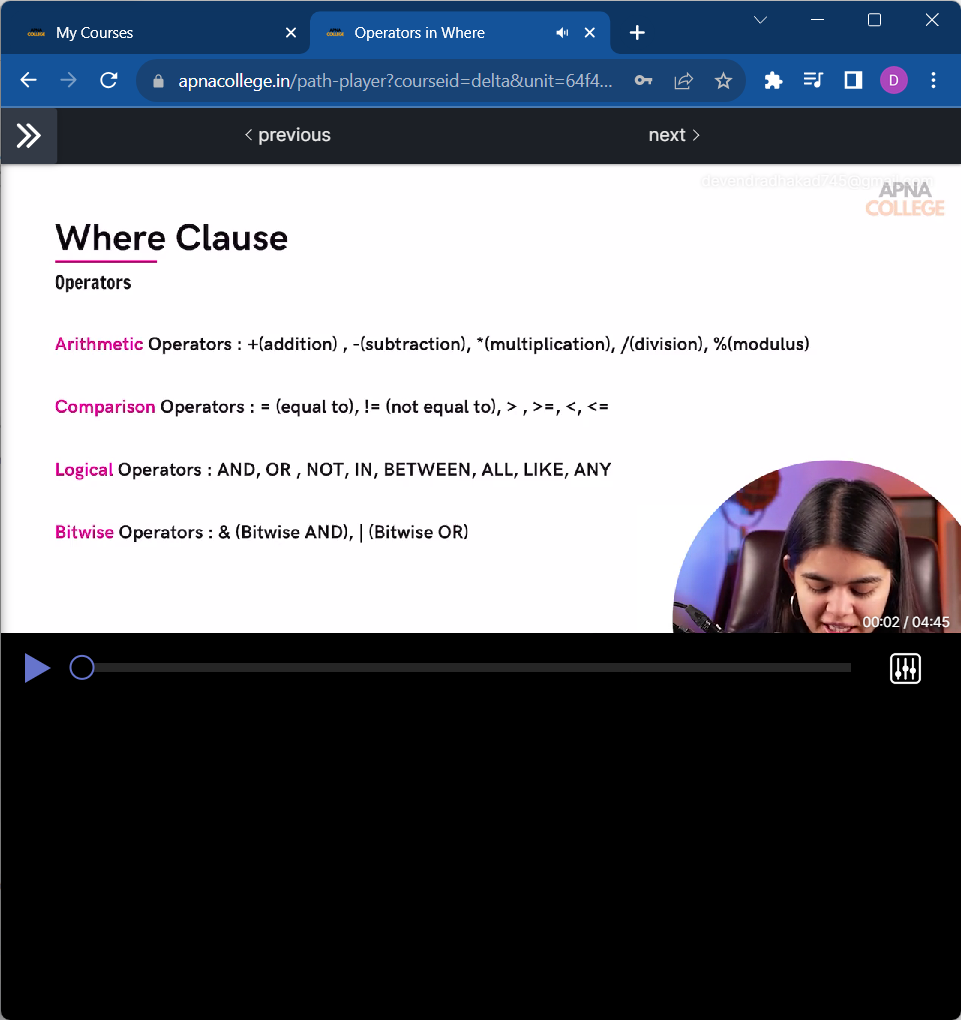 My Courses
Operators in Where
apnacollege.in/path-player?courseid=delta&unit=64f4...
D
previous
next
devendradhakad745@gmail.com
APNA
COLLEGE
Where Clause
Operators
Arithmetic Operators : +(addition) , -(subtraction), *(multiplication), /(division), %(modulus)
Comparison Operators : = (equal to), != (not equal to), > , >=, <, <=
Logical Operators : AND, OR , NOT, IN, BETWEEN, ALL, LIKE, ANY
Bitwise Operators : & (Bitwise AND), | (Bitwise OR)
00:02 / 04:45